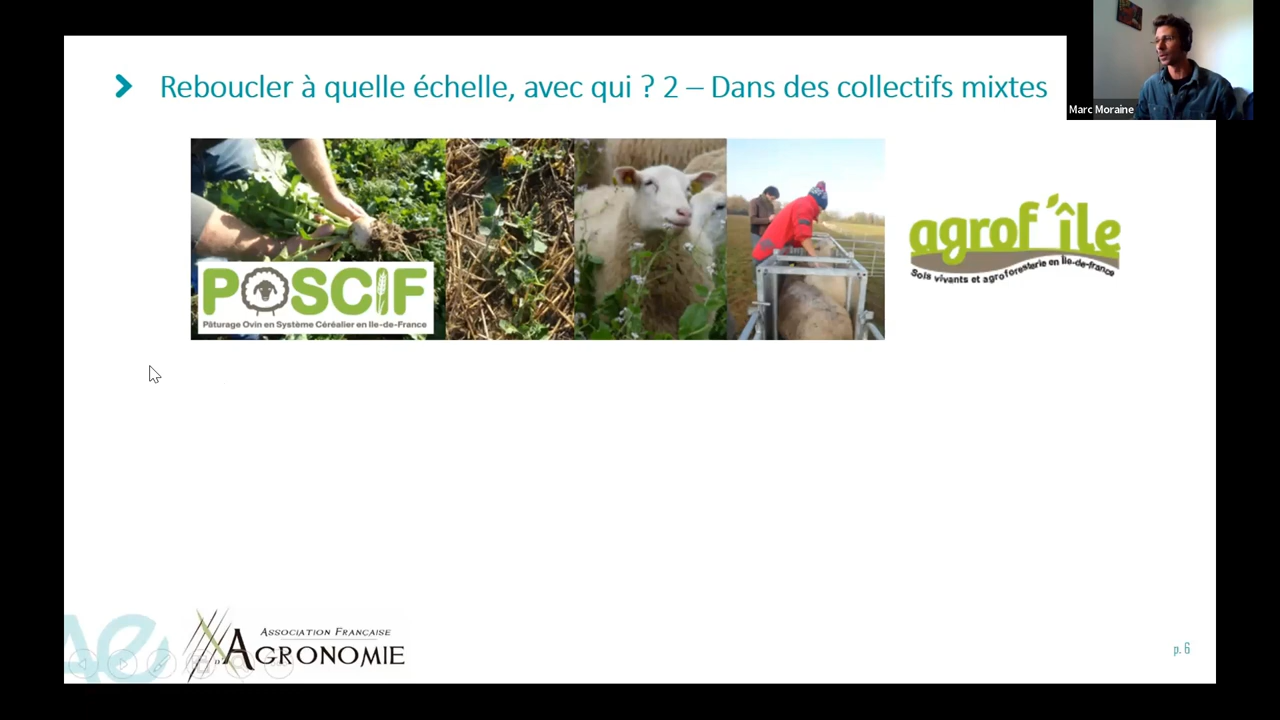 Reboucler à quelle échelle, avec qui ? 2 – Dans des collectifs mixtes
Marc Moraine
POSCIF
Pâturage Ovin en Système Céréalier en Ile-de-France
agrof'île
Sols vivants et agroforesterie en Île-de-france
Association Française
d'Agronomie
p. 6